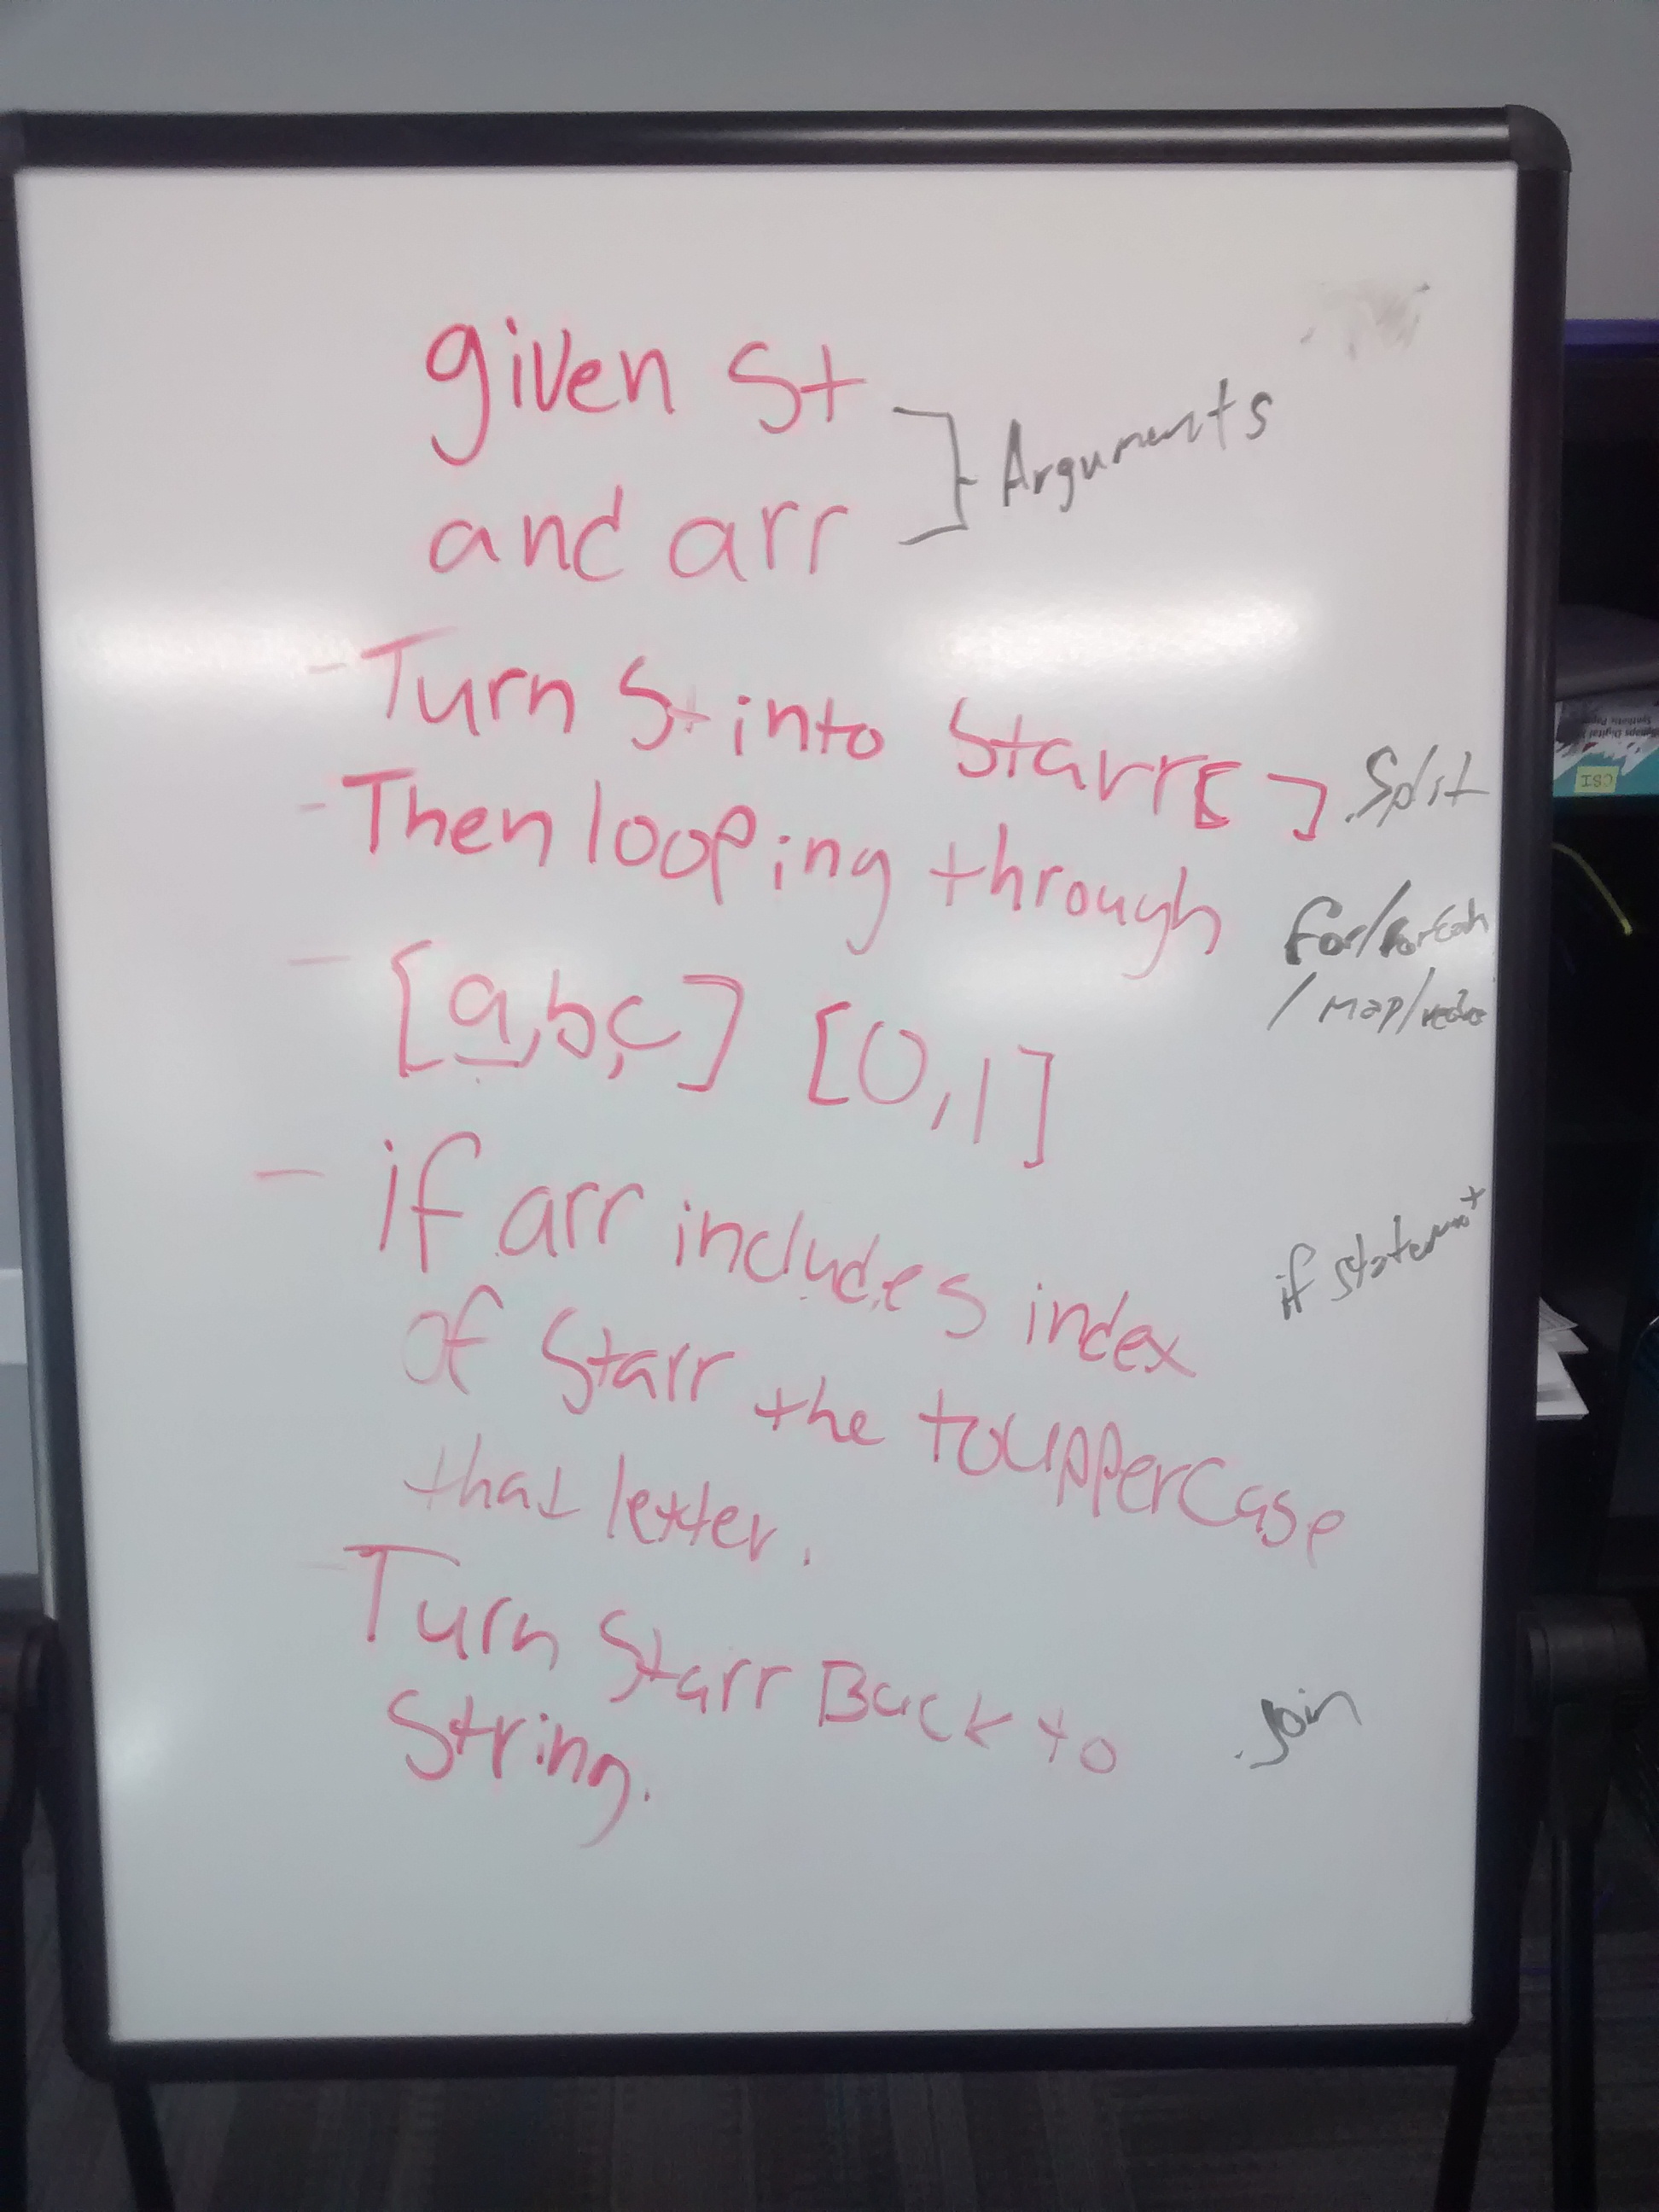 given St
and arr
Arguments
- Turn St into Starr[ ]
.Split
- Then looping through
for/forEach
/ map/reduce
- [a,b,c] [0,1]
- if arr includes index
if statement
of Starr the toUpperCase
that letter.
- Turn Starr Back to
.Join
String.
CSI